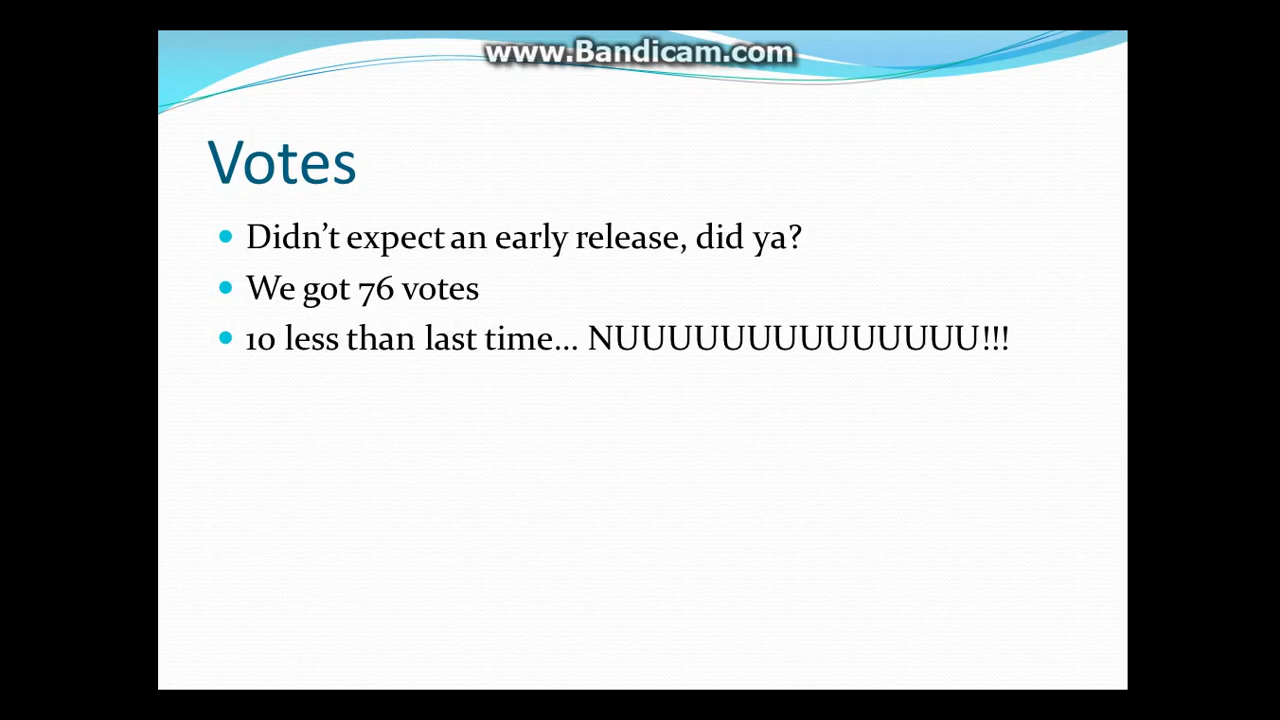 www.Bandicam.com
Votes
Didn’t expect an early release, did ya?
We got 76 votes
10 less than last time… NUUUUUUUUUUUUUU!!!